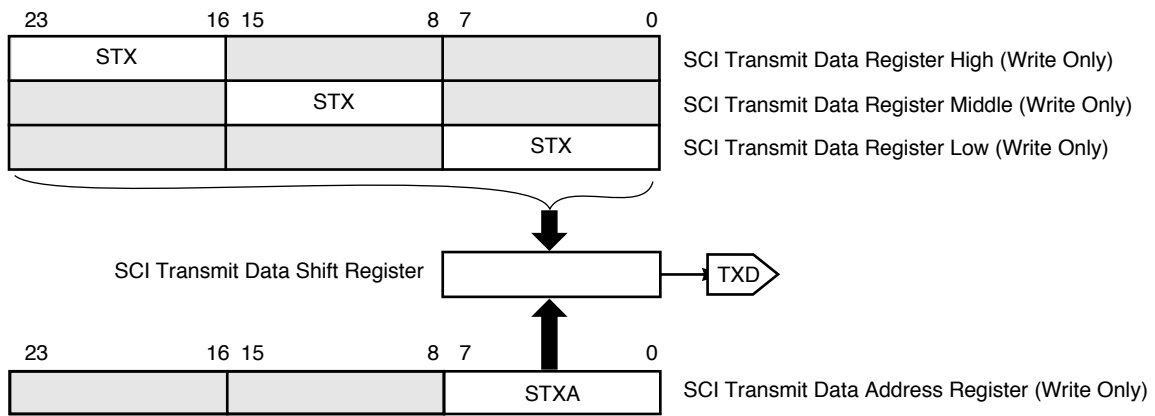 23 16 15 8 7 0
STX SCI Transmit Data Register High (Write Only)
STX SCI Transmit Data Register Middle (Write Only)
STX SCI Transmit Data Register Low (Write Only)
SCI Transmit Data Shift Register TXD
23 16 15 8 7 0
STXA SCI Transmit Data Address Register (Write Only)